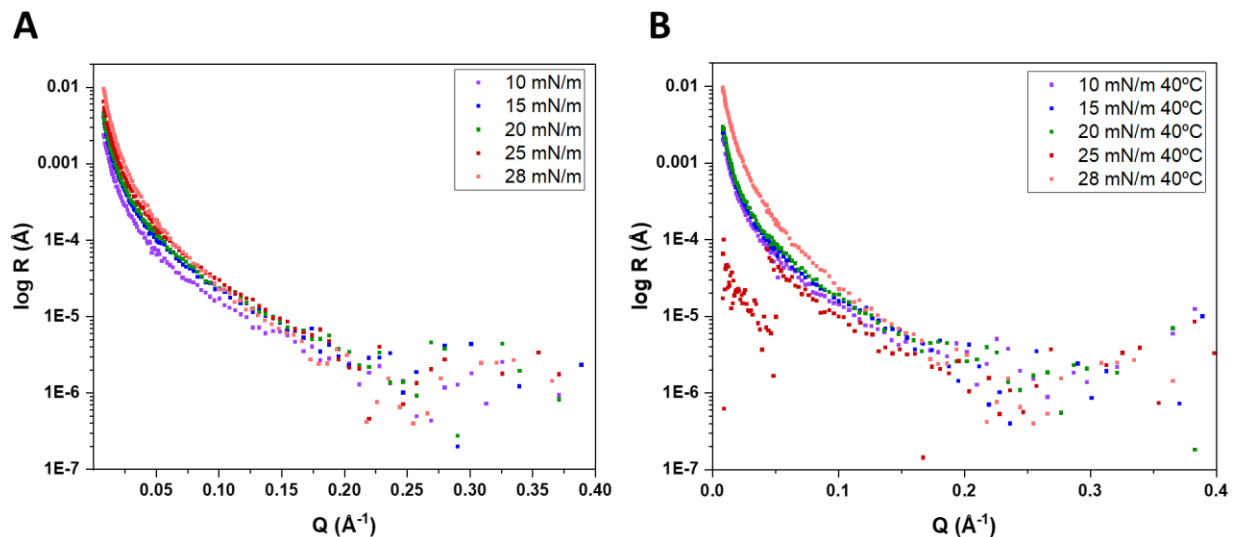 A
B
log R (Å)
0.01
0.001
1E-4
1E-5
1E-6
1E-7
0.05 0.10 0.15 0.20 0.25 0.30 0.35 0.40
Q (Å⁻¹)
10 mN/m
15 mN/m
20 mN/m
25 mN/m
28 mN/m
log R (Å)
0.01
0.001
1E-4
1E-5
1E-6
1E-7
0.0 0.1 0.2 0.3 0.4
Q (Å⁻¹)
10 mN/m 40ºC
15 mN/m 40ºC
20 mN/m 40ºC
25 mN/m 40ºC
28 mN/m 40ºC